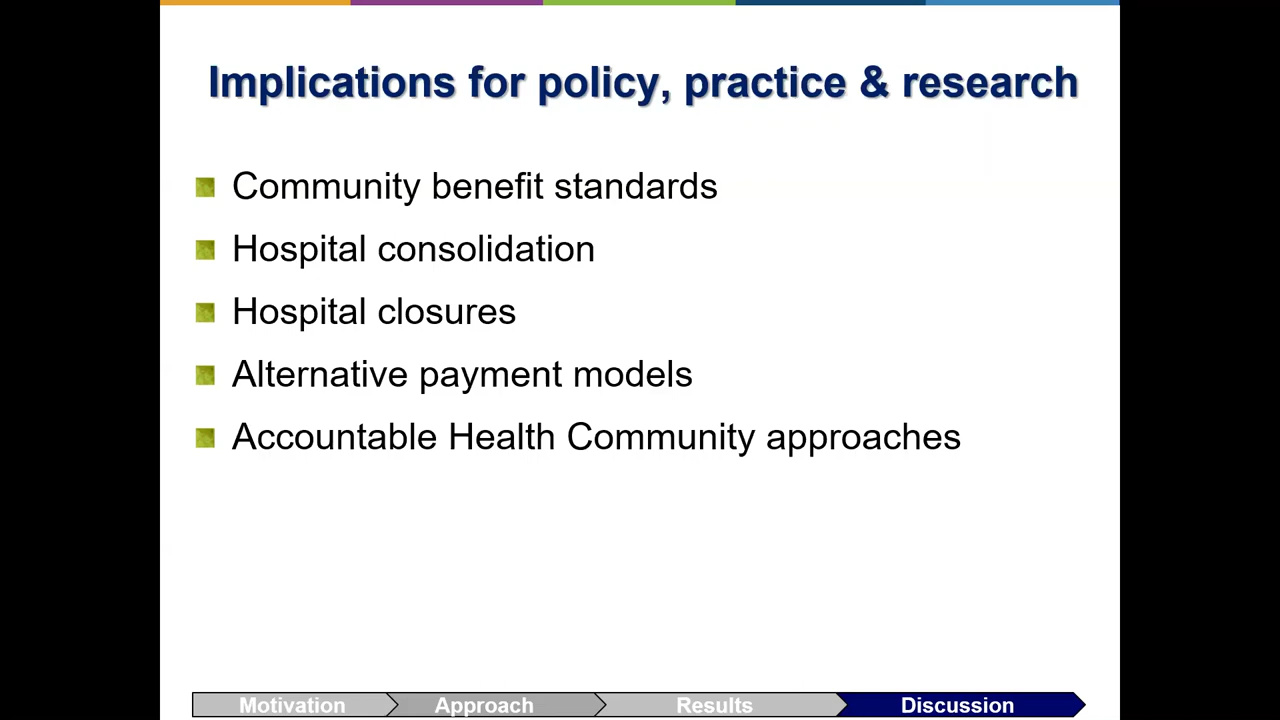 Implications for policy, practice & research
Community benefit standards
Hospital consolidation
Hospital closures
Alternative payment models
Accountable Health Community approaches
Motivation Approach Results Discussion